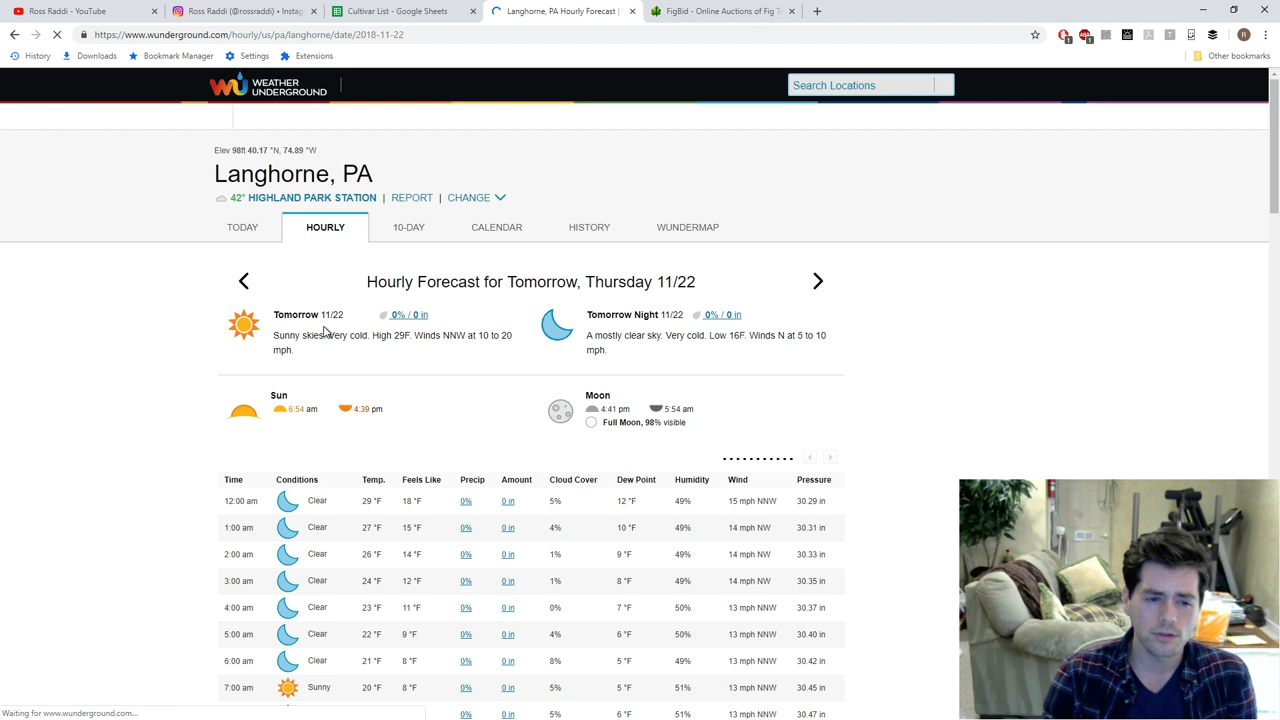 Ross Raddi - YouTube
Ross Raddi (@rossraddi) • Instag
Cultivar List - Google Sheets
Langhorne, PA Hourly Forecast |
FigBid - Online Auctions of Fig Tr
https://www.wunderground.com/hourly/us/pa/langhorne/date/2018-11-22
History
Downloads
Bookmark Manager
Settings
Extensions
Other bookmarks
WEATHER UNDERGROUND
Search Locations
Elev 98ft 40.17 °N, 74.89 °W
Langhorne, PA
42° HIGHLAND PARK STATION | REPORT | CHANGE
TODAY HOURLY 10-DAY CALENDAR HISTORY WUNDERMAP
Hourly Forecast for Tomorrow, Thursday 11/22
Tomorrow 11/22 0% / 0 in
Sunny skies. Very cold. High 29F. Winds NNW at 10 to 20
mph.
Tomorrow Night 11/22 0% / 0 in
A mostly clear sky. Very cold. Low 16F. Winds N at 5 to 10
mph.
Sun
6:54 am 4:39 pm
Moon
4:41 pm 5:54 am
Full Moon, 98% visible
Time Conditions Temp. Feels Like Precip Amount Cloud Cover Dew Point Humidity Wind Pressure
12:00 am Clear 29 °F 18 °F 0% 0 in 5% 12 °F 49% 15 mph NNW 30.29 in
1:00 am Clear 27 °F 15 °F 0% 0 in 4% 10 °F 49% 14 mph NW 30.31 in
2:00 am Clear 26 °F 14 °F 0% 0 in 1% 9 °F 49% 14 mph NW 30.33 in
3:00 am Clear 24 °F 12 °F 0% 0 in 1% 8 °F 49% 14 mph NNW 30.35 in
4:00 am Clear 23 °F 11 °F 0% 0 in 0% 7 °F 50% 13 mph NNW 30.37 in
5:00 am Clear 22 °F 9 °F 0% 0 in 4% 6 °F 50% 13 mph NNW 30.40 in
6:00 am Clear 21 °F 8 °F 0% 0 in 8% 5 °F 49% 13 mph NNW 30.42 in
7:00 am Sunny 20 °F 8 °F 0% 0 in 5% 5 °F 51% 13 mph NNW 30.45 in
0% 0 in 5% 6 °F 51% 13 mph NNW 30.47 in
Waiting for www.wunderground.com...